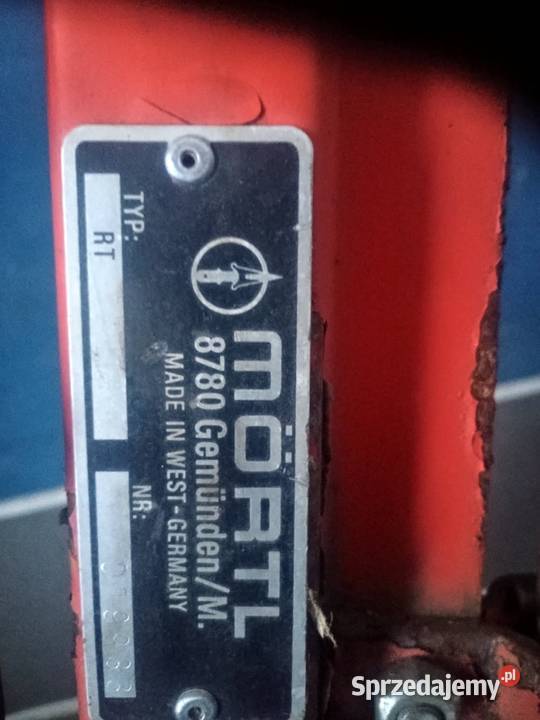 MÖRTL
8780 Gemünden/M.
MADE IN WEST-GERMANY
TYP: NR:
RT
Sprzedajemy.pl